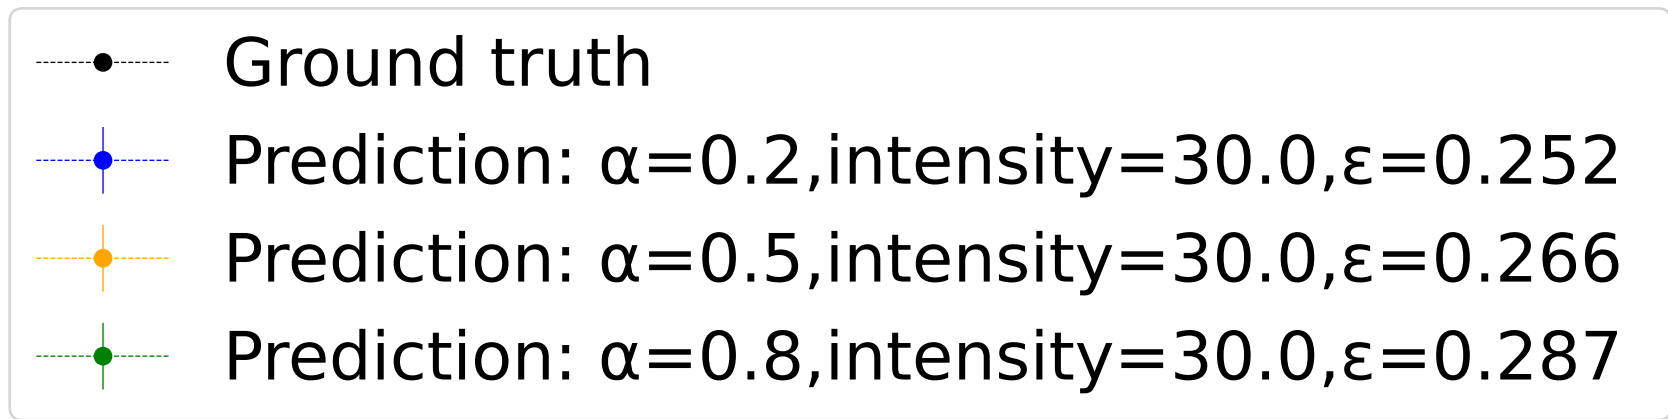 Ground truth
Prediction: α=0.2,intensity=30.0,ε=0.252
Prediction: α=0.5,intensity=30.0,ε=0.266
Prediction: α=0.8,intensity=30.0,ε=0.287